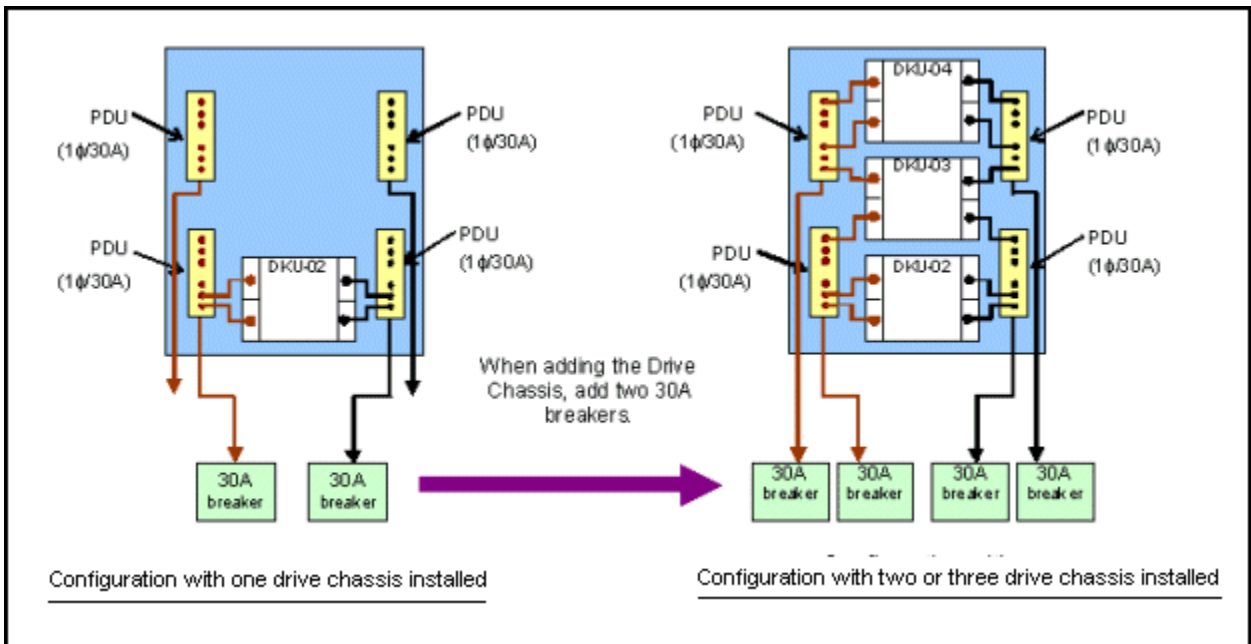 PDU
(1ϕ/30A)
PDU
(1ϕ/30A)
PDU
(1ϕ/30A)
PDU
(1ϕ/30A)
DKU-02
30A
breaker
30A
breaker
Configuration with one drive chassis installed
When adding the Drive
Chassis, add two 30A
breakers.
DKU-04
DKU-03
DKU-02
PDU
(1ϕ/30A)
PDU
(1ϕ/30A)
PDU
(1ϕ/30A)
PDU
(1ϕ/30A)
30A
breaker
30A
breaker
30A
breaker
30A
breaker
Configuration with two or three drive chassis installed